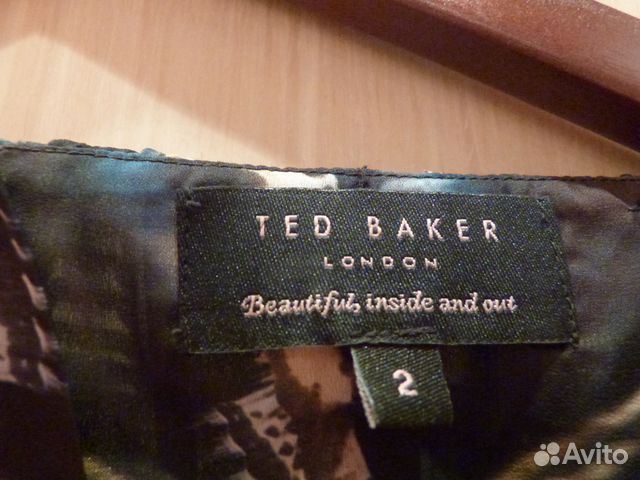 TED BAKER
LONDON
Beautiful, inside and out
2
Avito